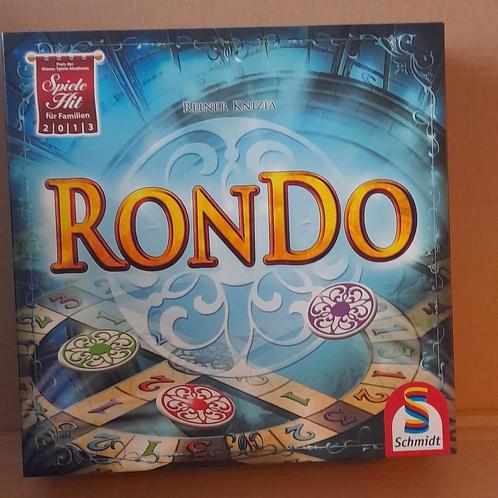 Preis der
Wiener Spiele Akademie
Spiele
Hit
für Familien
2013
REINER KNIZIA
RONDO
S
Schmidt